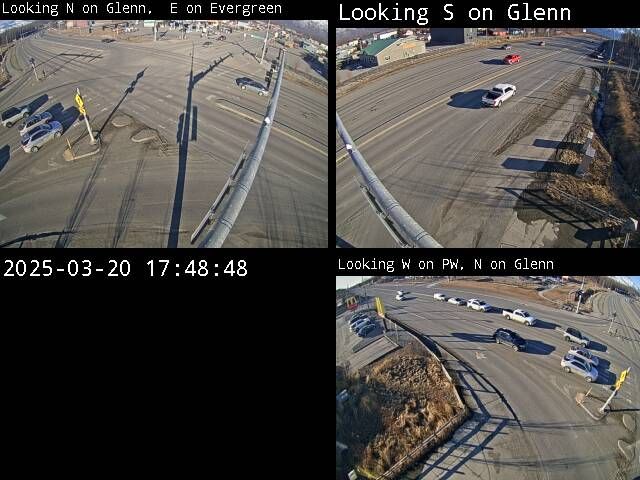 Looking N on Glenn,  E on Evergreen
Looking S on Glenn
2025-03-20 17:48:48
Looking W on PW, N on Glenn